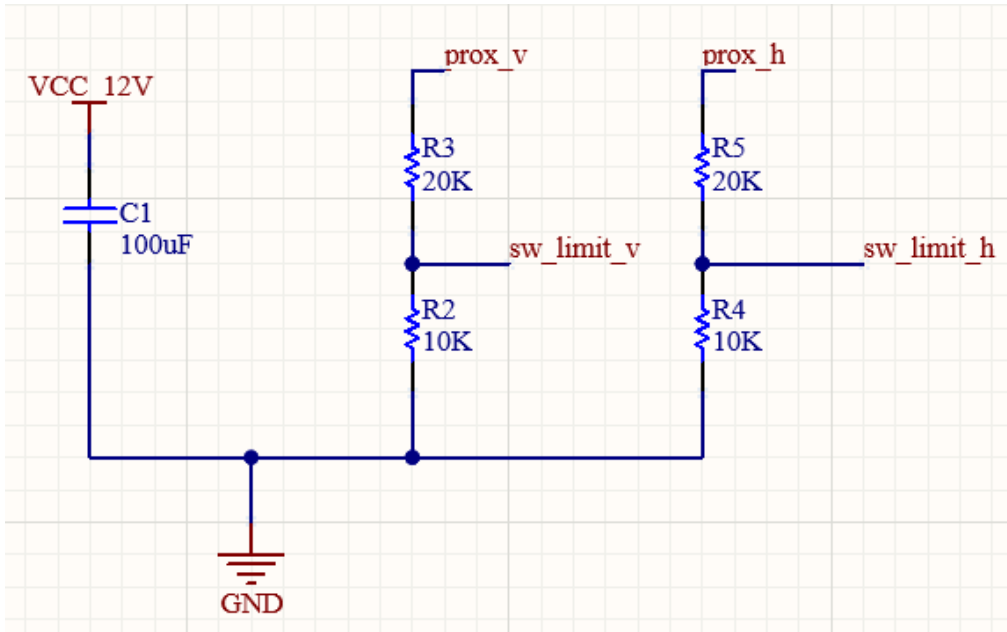 VCC_12V
C1
100uF
prox_v
R3
20K
sw_limit_v
R2
10K
prox_h
R5
20K
sw_limit_h
R4
10K
GND